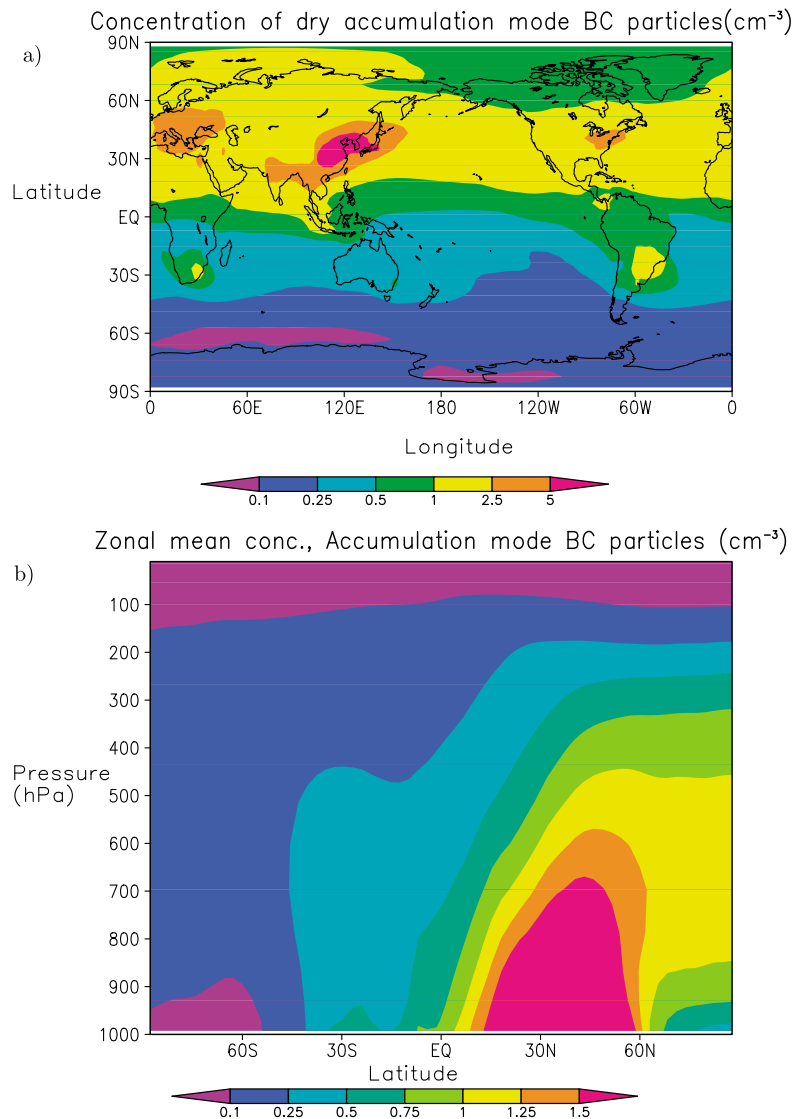 Concentration of dry accumulation mode BC particles(cm⁻³)
a)
90N
60N
30N
Latitude
EQ
30S
60S
90S
0 60E 120E 180 120W 60W 0
Longitude
0.1 0.25 0.5 1 2.5 5
Zonal mean conc., Accumulation mode BC particles (cm⁻³)
b)
100
200
300
400
Pressure
(hPa)
500
600
700
800
900
1000
60S 30S EQ 30N 60N
Latitude
0.1 0.25 0.5 0.75 1 1.25 1.5